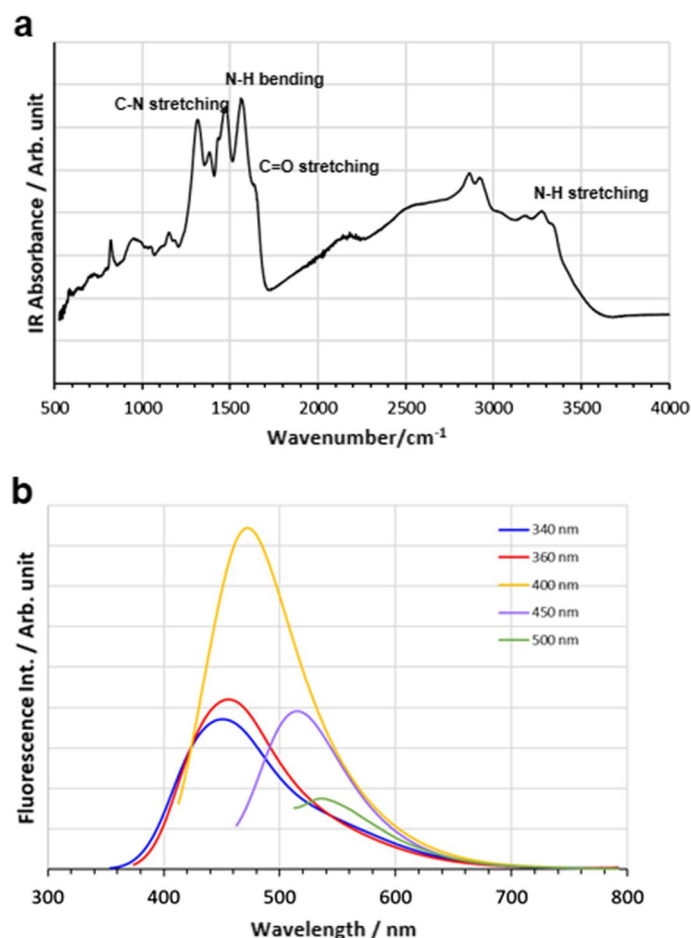 a
N-H bending
C-N stretching
C=O stretching
N-H stretching
IR Absorbance / Arb. unit
500 1000 1500 2000 2500 3000 3500 4000
Wavenumber/cm⁻¹
b
340 nm
360 nm
400 nm
450 nm
500 nm
Fluorescence Int. / Arb. unit
300 400 500 600 700 800
Wavelength / nm